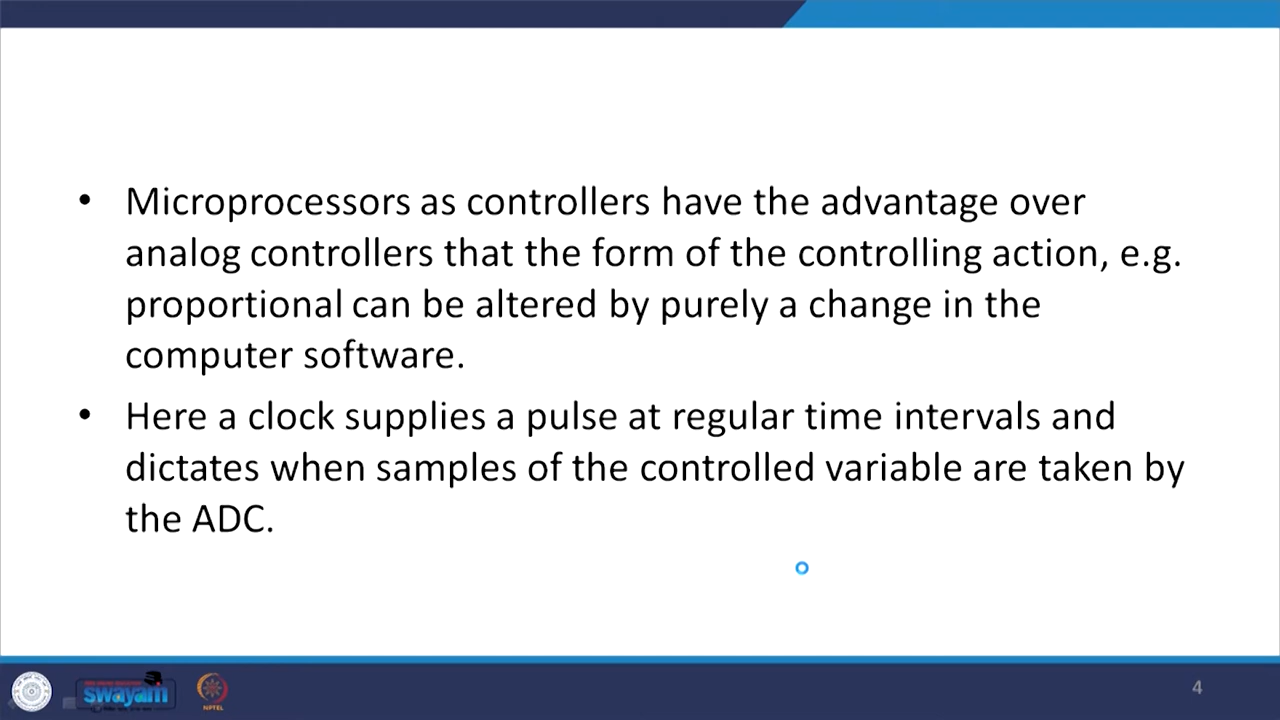 • Microprocessors as controllers have the advantage over
analog controllers that the form of the controlling action, e.g.
proportional can be altered by purely a change in the
computer software.
• Here a clock supplies a pulse at regular time intervals and
dictates when samples of the controlled variable are taken by
the ADC.
swayam
NPTEL
4